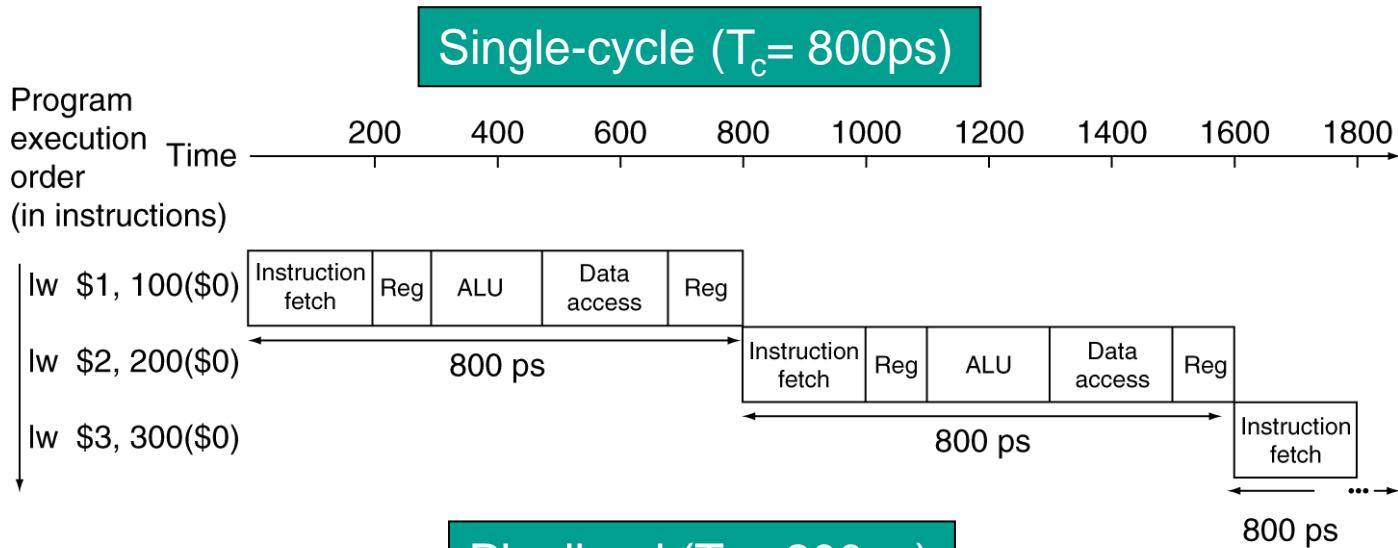 Single-cycle (Tc= 800ps)
Program
execution
order
(in instructions)
Time
200 400 600 800 1000 1200 1400 1600 1800
lw $1, 100($0)
Instruction
fetch
Reg
ALU
Data
access
Reg
800 ps
lw $2, 200($0)
Instruction
fetch
Reg
ALU
Data
access
Reg
800 ps
lw $3, 300($0)
Instruction
fetch
...
800 ps